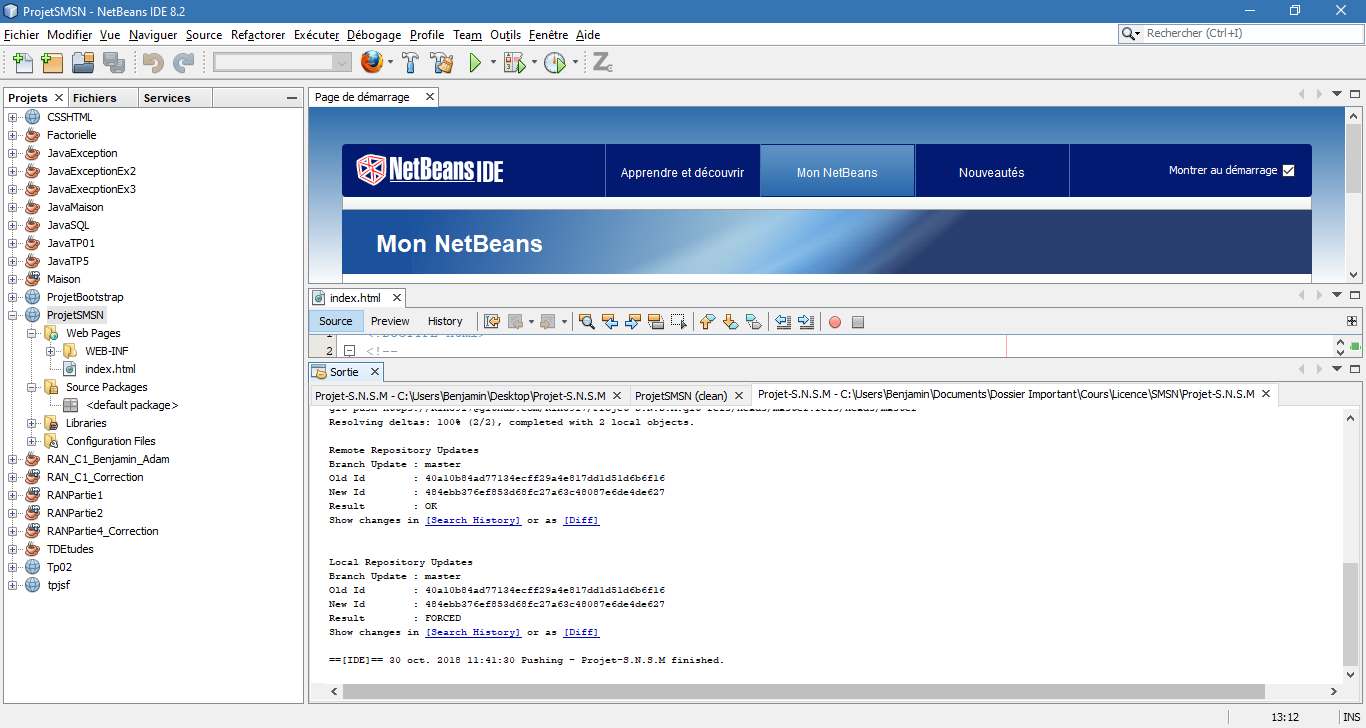 ProjetSMSN - NetBeans IDE 8.2
Fichier Modifier Vue Naviguer Source Refactorer Exécuter Débogage Profile Team Outils Fenêtre Aide
Rechercher (Ctrl+I)
Projets Fichiers Services
CSSHTML
Factorielle
JavaException
JavaExceptionEx2
JavaExecptionEx3
JavaMaison
JavaSQL
JavaTP01
JavaTP5
Maison
ProjetBootstrap
ProjetSMSN
Web Pages
WEB-INF
index.html
Source Packages
<default package>
Libraries
Configuration Files
RAN_C1_Benjamin_Adam
RAN_C1_Correction
RANPartie1
RANPartie2
RANPartie4_Correction
TDEtudes
Tp02
tpjsf
Page de démarrage
NetBeans IDE
Apprendre et découvrir
Mon NetBeans
Nouveautés
Montrer au démarrage
Mon NetBeans
index.html
Source Preview History
2 <!--
Sortie
Projet-S.N.S.M - C:\Users\Benjamin\Desktop\Projet-S.N.S.M
ProjetSMSN (clean)
Projet-S.N.S.M - C:\Users\Benjamin\Documents\Dossier Important\Cours\Licence\SMSN\Projet-S.N.S.M
Resolving deltas: 100% (2/2), completed with 2 local objects.
Remote Repository Updates
Branch Update : master
Old Id : 40a10b84ad77134ecff29a4e817dd1d51d6b6f16
New Id : 484ebb376ef853d68fc27a63c48087e6de4de627
Result : OK
Show changes in [Search History] or as [Diff]
Local Repository Updates
Branch Update : master
Old Id : 40a10b84ad77134ecff29a4e817dd1d51d6b6f16
New Id : 484ebb376ef853d68fc27a63c48087e6de4de627
Result : FORCED
Show changes in [Search History] or as [Diff]
==[IDE]== 30 oct. 2018 11:41:30 Pushing - Projet-S.N.S.M finished.
13:12 INS